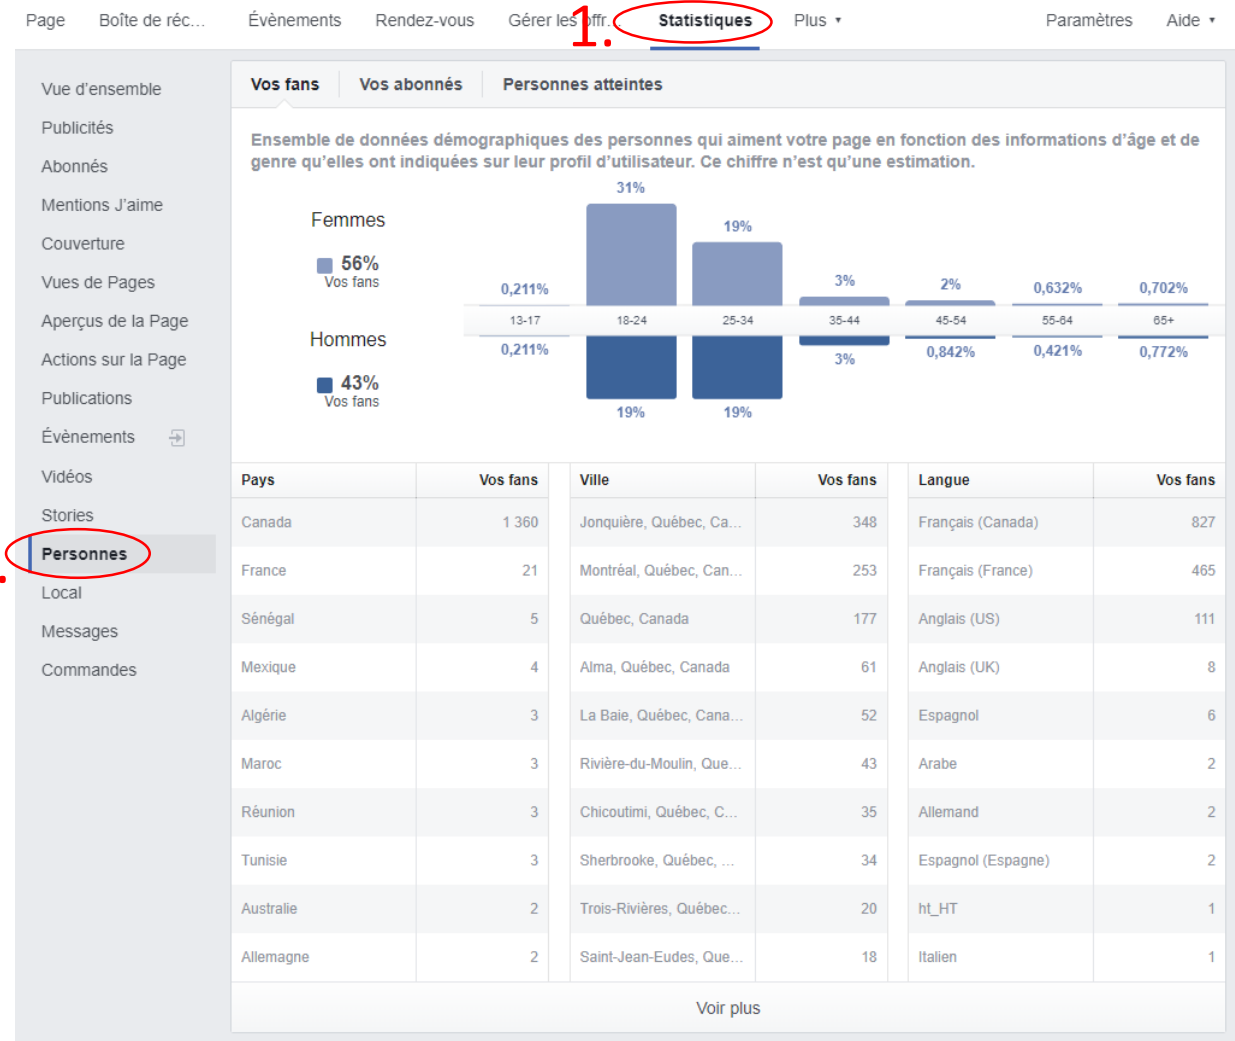 Page Boîte de réc... Évènements Rendez-vous Gérer les offr... Statistiques Plus Paramètres Aide
1.
Vue d'ensemble
Publicités
Abonnés
Mentions J'aime
Couverture
Vues de Pages
Aperçus de la Page
Actions sur la Page
Publications
Évènements
Vidéos
Stories
Personnes
Local
Messages
Commandes
Vos fans Vos abonnés Personnes atteintes
Ensemble de données démographiques des personnes qui aiment votre page en fonction des informations d'âge et de
genre qu'elles ont indiquées sur leur profil d'utilisateur. Ce chiffre n'est qu'une estimation.
Femmes
56%
Vos fans
0,211% 31% 19% 3% 2% 0,632% 0,702%
13-17 18-24 25-34 35-44 45-54 55-64 65+
Hommes
43%
Vos fans
0,211% 19% 19% 3% 0,842% 0,421% 0,772%
Pays Vos fans Ville Vos fans Langue Vos fans
Canada 1 360 Jonquière, Québec, Ca... 348 Français (Canada) 827
France 21 Montréal, Québec, Can... 253 Français (France) 465
Sénégal 5 Québec, Canada 177 Anglais (US) 111
Mexique 4 Alma, Québec, Canada 61 Anglais (UK) 8
Algérie 3 La Baie, Québec, Cana... 52 Espagnol 6
Maroc 3 Rivière-du-Moulin, Que... 43 Arabe 2
Réunion 3 Chicoutimi, Québec, C... 35 Allemand 2
Tunisie 3 Sherbrooke, Québec, ... 34 Espagnol (Espagne) 2
Australie 2 Trois-Rivières, Québec... 20 ht_HT 1
Allemagne 2 Saint-Jean-Eudes, Que... 18 Italien 1
Voir plus